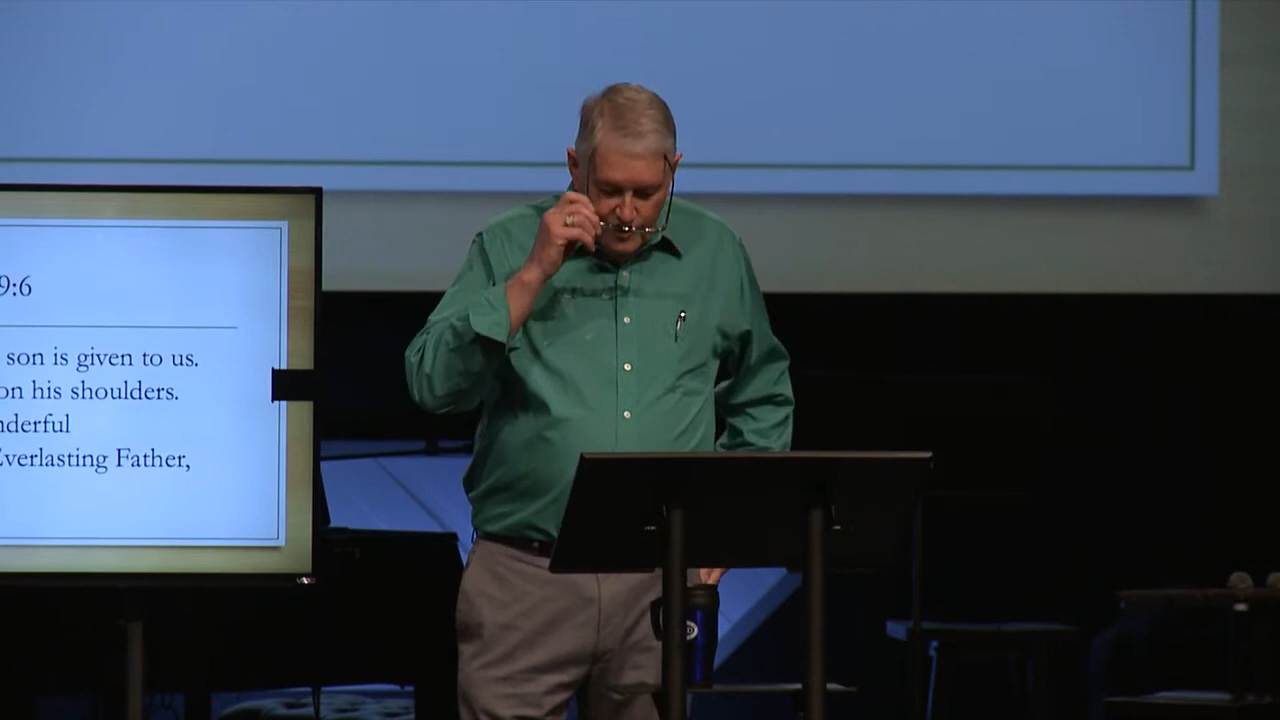 9:6
son is given to us.
on his shoulders.
nderful
Everlasting Father,